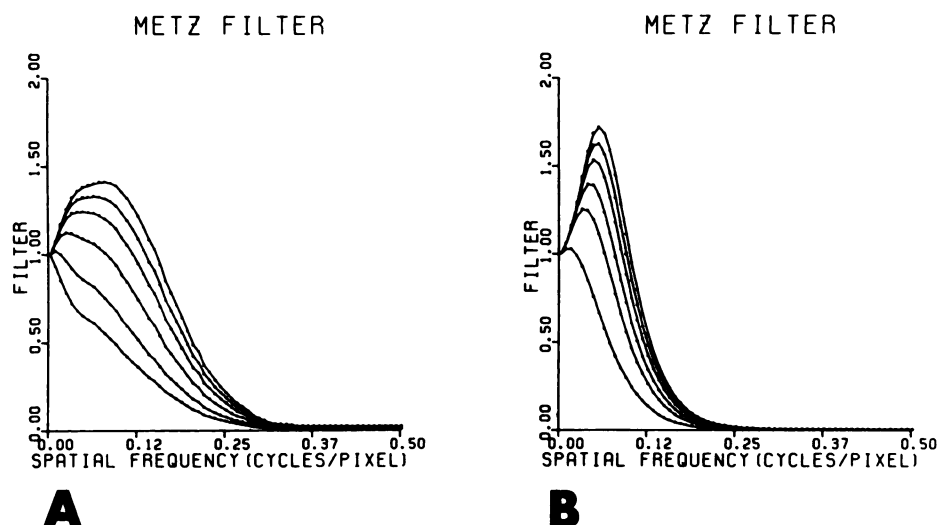 METZ FILTER
2.00
1.50
1.00
0.50
0.00
FILTER
0.00 0.12 0.25 0.37 0.50
SPATIAL FREQUENCY(CYCLES/PIXEL)
A
METZ FILTER
2.00
1.50
1.00
0.50
0.00
FILTER
0.00 0.12 0.25 0.37 0.50
SPATIAL FREQUENCY(CYCLES/PIXEL)
B